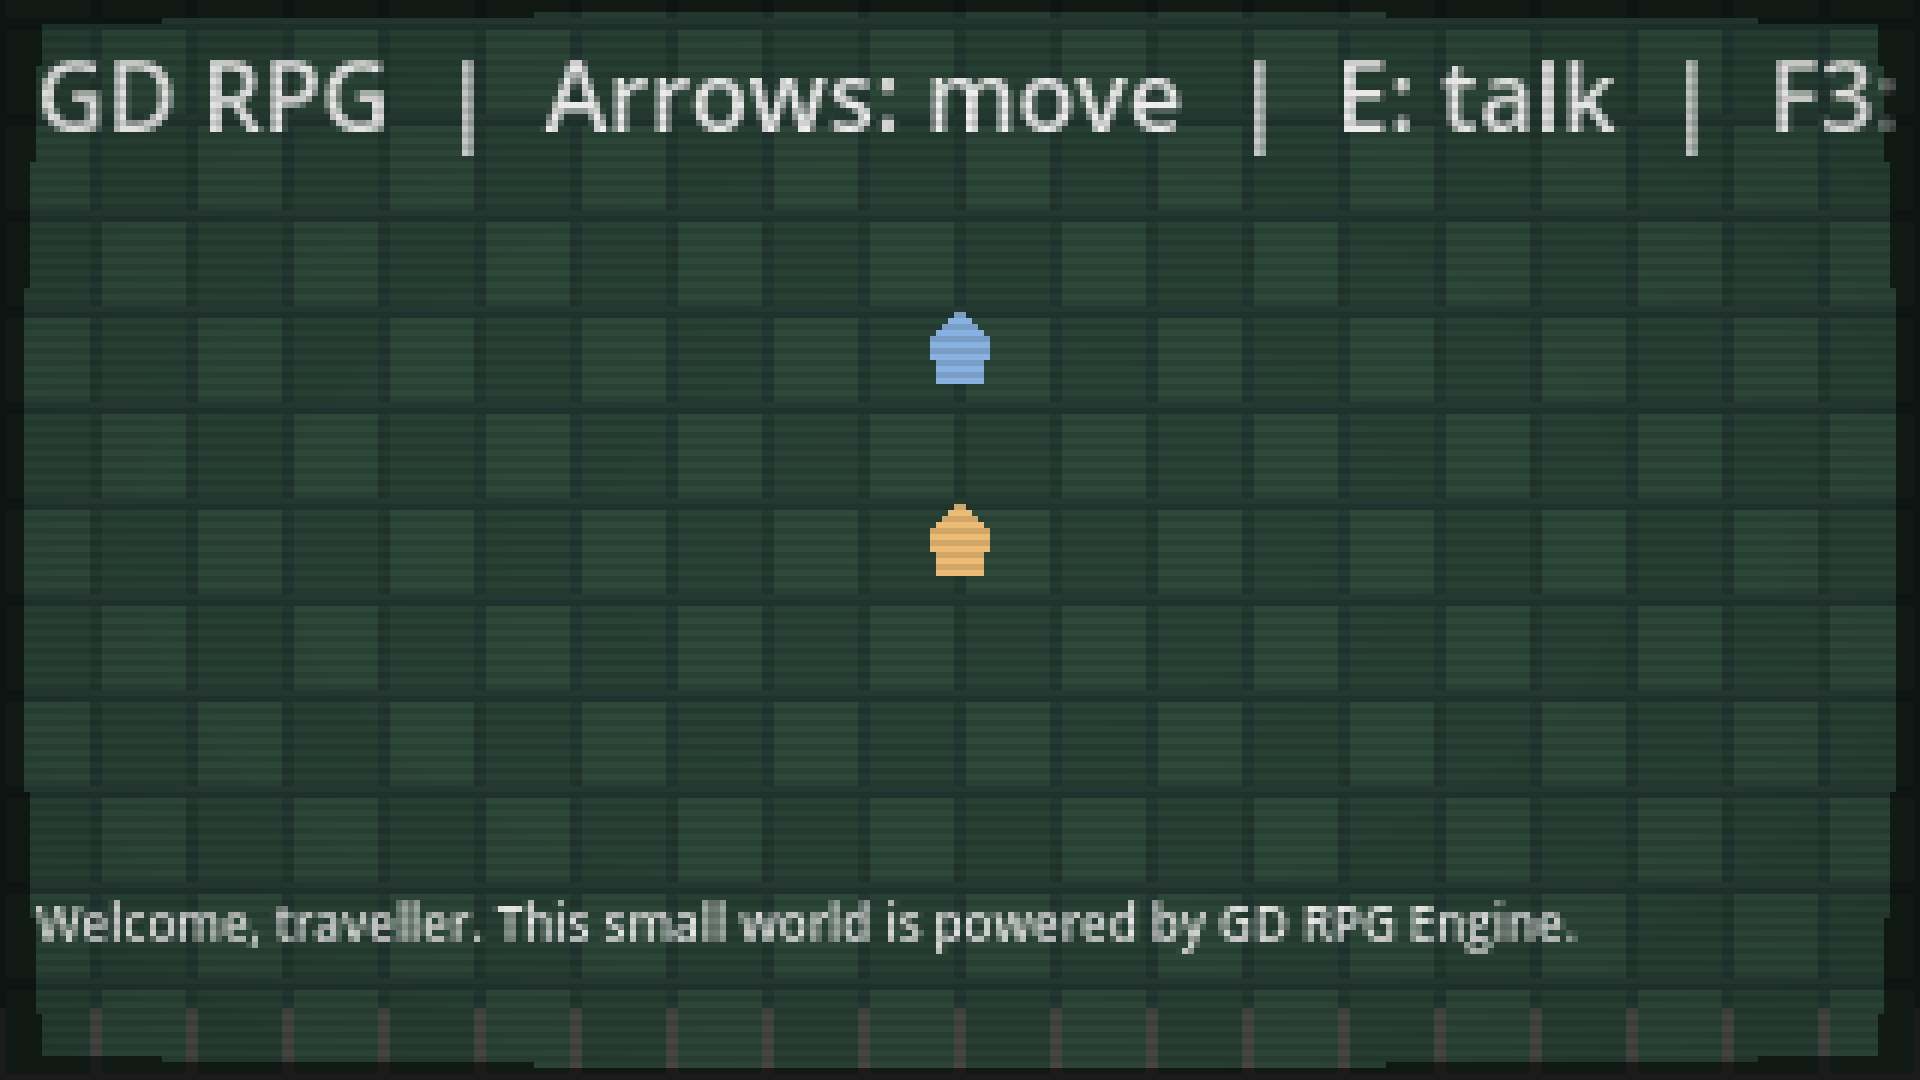 GD RPG | Arrows: move | E: talk | F3:
Welcome, traveller. This small world is powered by GD RPG Engine.